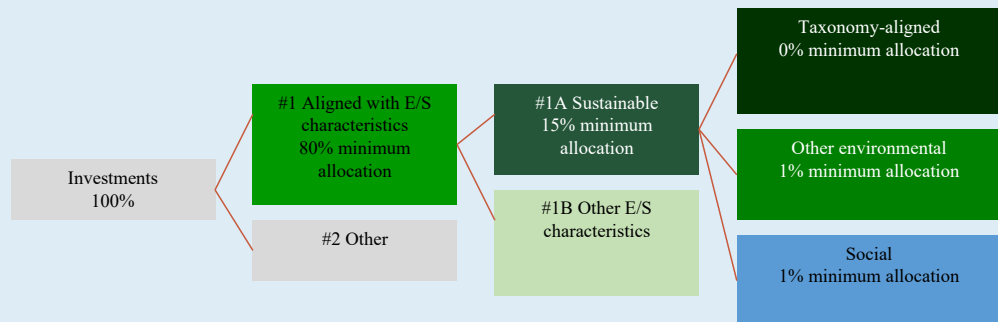 Investments
100%
#1 Aligned with E/S
characteristics
80% minimum
allocation
#2 Other
#1A Sustainable
15% minimum
allocation
#1B Other E/S
characteristics
Taxonomy-aligned
0% minimum allocation
Other environmental
1% minimum allocation
Social
1% minimum allocation